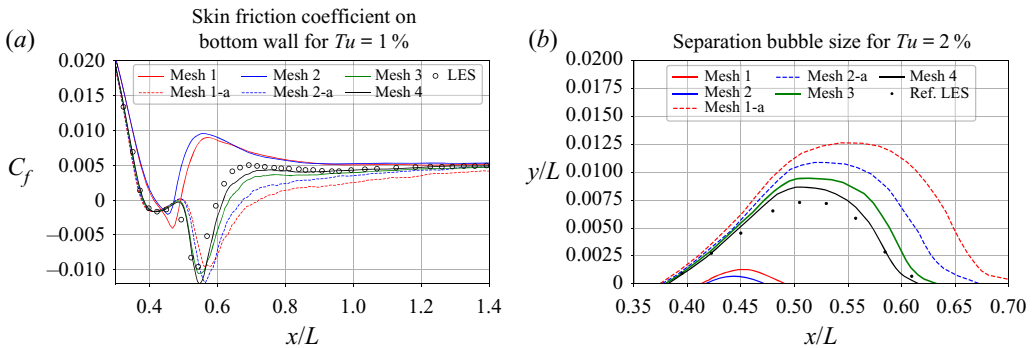 Skin friction coefficient on
bottom wall for Tu = 1 %
(a)
0.020
0.015
0.010
0.005
0
−0.005
−0.010
C_f
Mesh 1
Mesh 1-a
Mesh 2
Mesh 2-a
Mesh 3
Mesh 4
LES
0.4 0.6 0.8 1.0 1.2 1.4
x/L
Separation bubble size for Tu = 2 %
(b)
0.0200
0.0175
0.0150
0.0125
0.0100
0.0075
0.0050
0.0025
0
y/L
Mesh 1
Mesh 2
Mesh 1-a
Mesh 2-a
Mesh 3
Mesh 4
Ref. LES
0.35 0.40 0.45 0.50 0.55 0.60 0.65 0.70
x/L